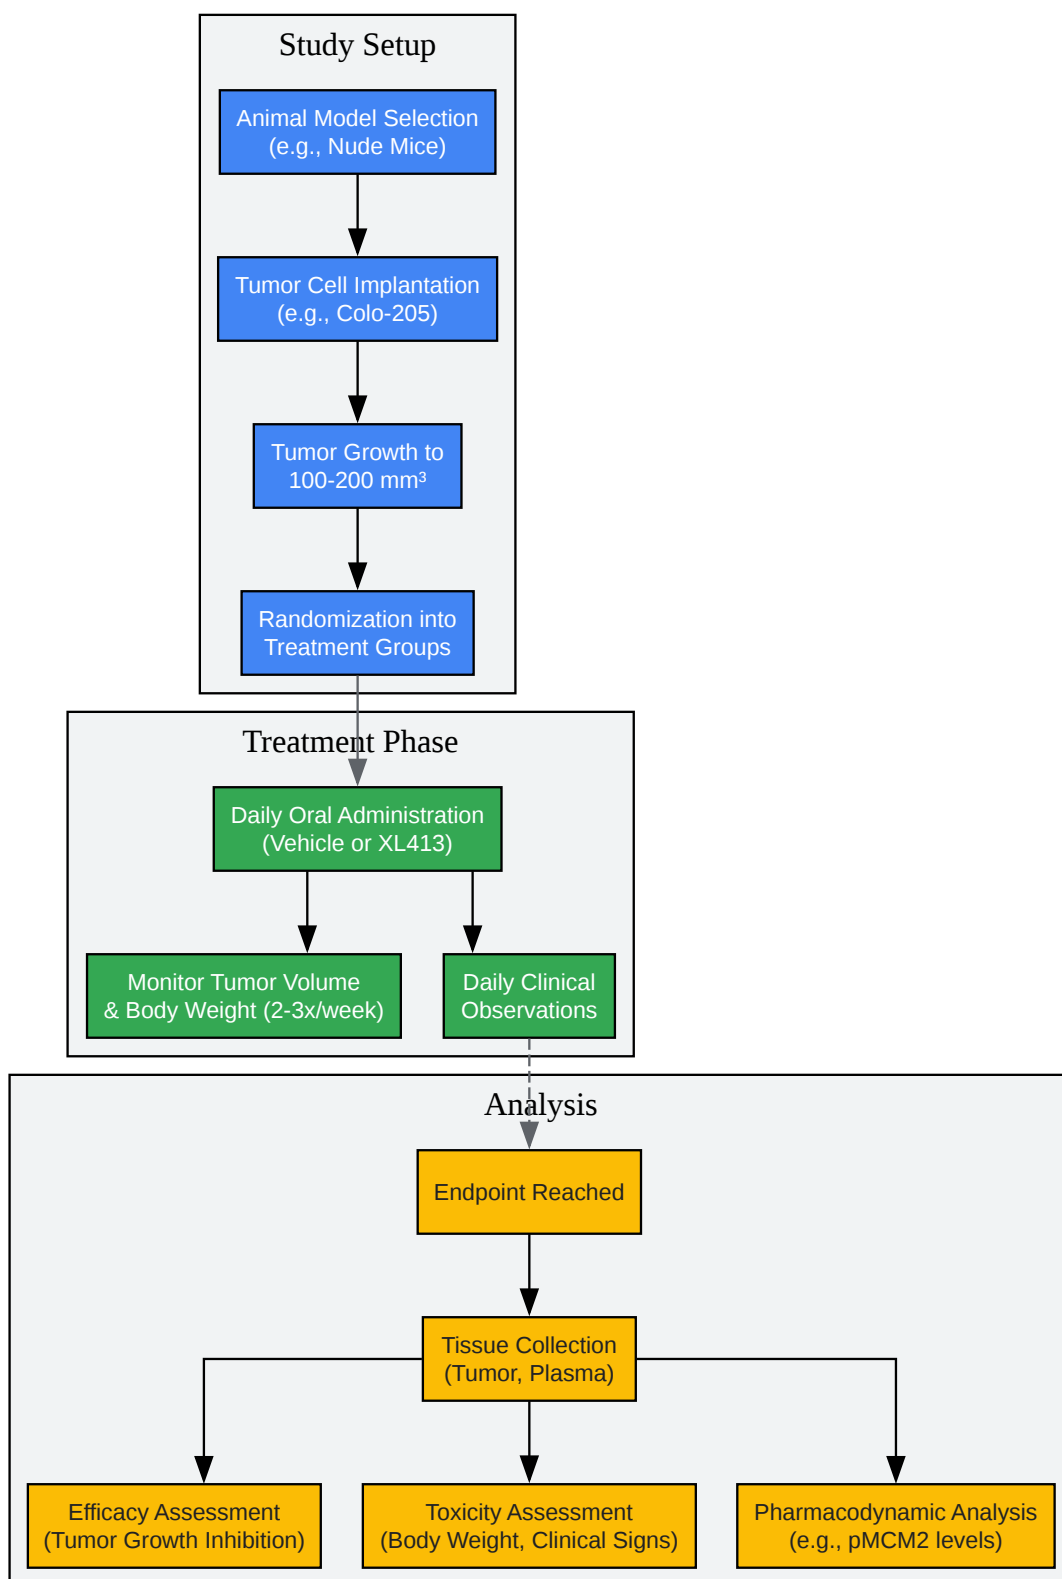 Study Setup
Animal Model Selection
(e.g., Nude Mice)
Tumor Cell Implantation
(e.g., Colo-205)
Tumor Growth to
100-200 mm³
Randomization into
Treatment Groups
Treatment Phase
Daily Oral Administration
(Vehicle or XL413)
Monitor Tumor Volume
& Body Weight (2-3x/week)
Daily Clinical
Observations
Analysis
Endpoint Reached
Tissue Collection
(Tumor, Plasma)
Efficacy Assessment
(Tumor Growth Inhibition)
Toxicity Assessment
(Body Weight, Clinical Signs)
Pharmacodynamic Analysis
(e.g., pMCM2 levels)